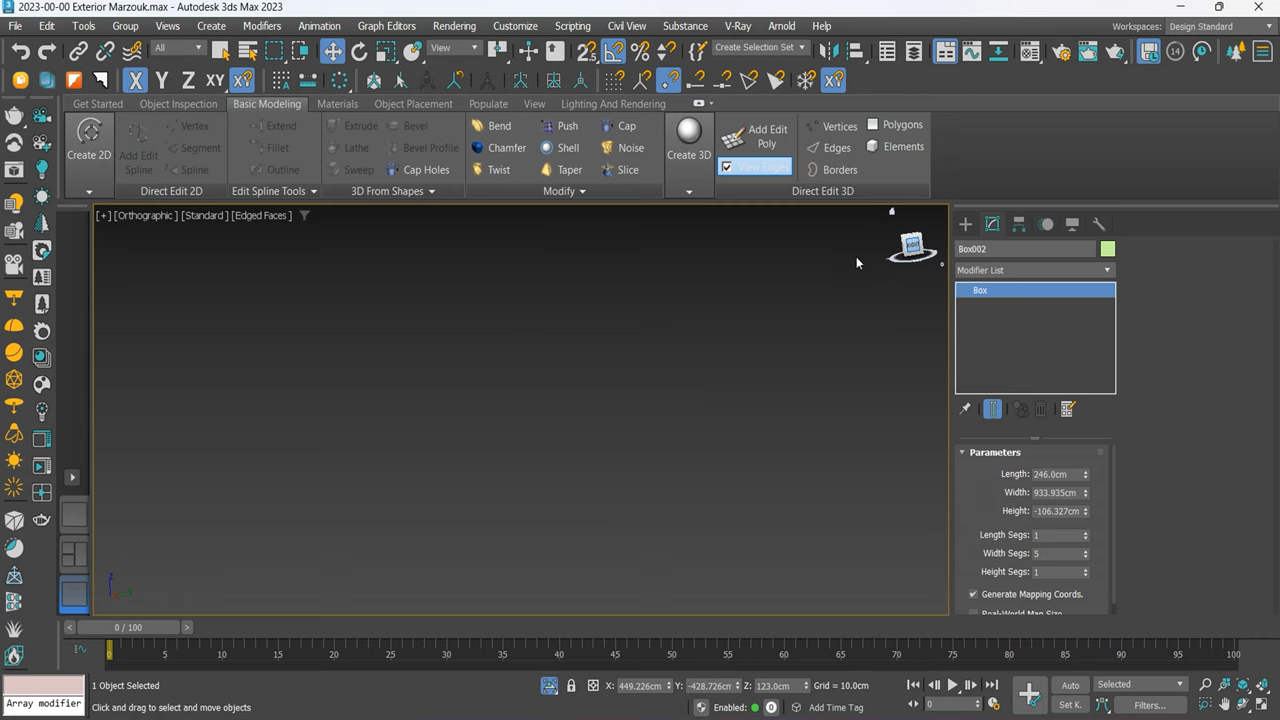 2023-00-00 Exterior Marzouk.max - Autodesk 3ds Max 2023
File Edit Tools Group Views Create Modifiers Animation Graph Editors Rendering Customize Scripting Civil View Substance V-Ray Arnold Help Workspaces: Design Standard
All View Create Selection Set 14
X Y Z XY X?
Get Started Object Inspection Basic Modeling Materials Object Placement Populate View Lighting And Rendering
Create 2D Add Edit Spline Vertex Segment Spline Extend Fillet Outline Extrude Bevel Lathe Bevel Profile Sweep Cap Holes Bend Push Cap Chamfer Shell Noise Twist Taper Slice Create 3D Add Edit Poly View Edges Vertices Polygons Edges Elements Borders
Direct Edit 2D Edit Spline Tools 3D From Shapes Modify Direct Edit 3D
[+] [Orthographic ] [Standard ] [Edged Faces ]
Box002
Modifier List
Box
Parameters
Length: 246.0cm
Width: 933.935cm
Height: -106.327cm
Length Segs: 1
Width Segs: 5
Height Segs: 1
Generate Mapping Coords.
Real-World Map Size
0 / 100
0 5 10 15 20 25 30 35 40 45 50 55 60 65 70 75 80 85 90 95 100
Array modifier
1 Object Selected
Click and drag to select and move objects
X: 449.226cm Y: -428.726cm Z: 123.0cm Grid = 10.0cm
Enabled: 0 Add Time Tag
0
Auto Selected
Set K. Filters...